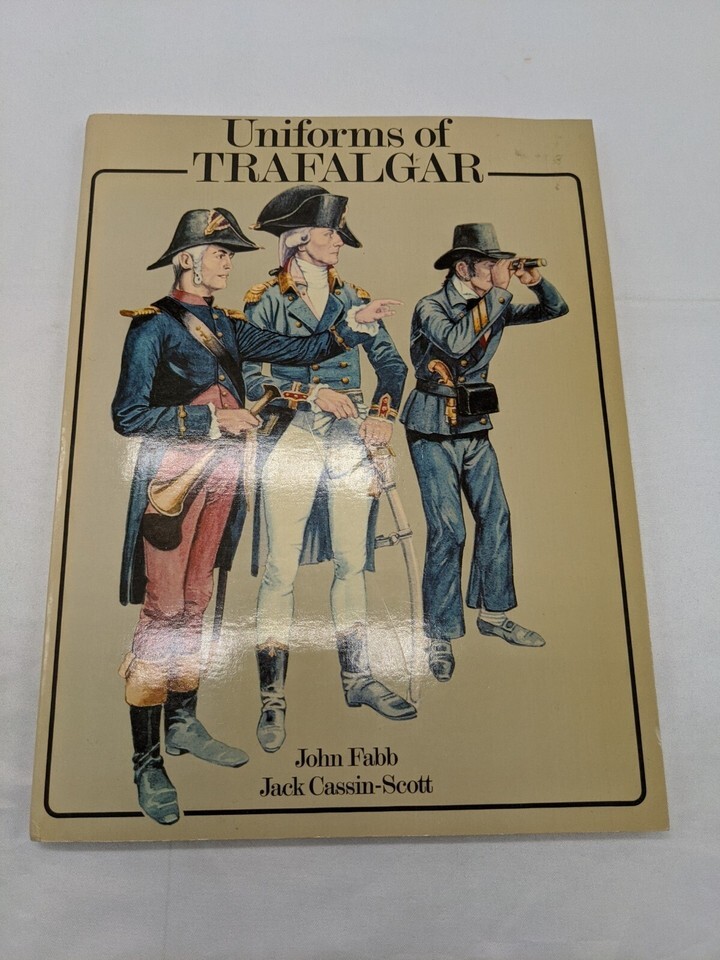 Uniforms of
TRAFALGAR
John Fabb
Jack Cassin-Scott